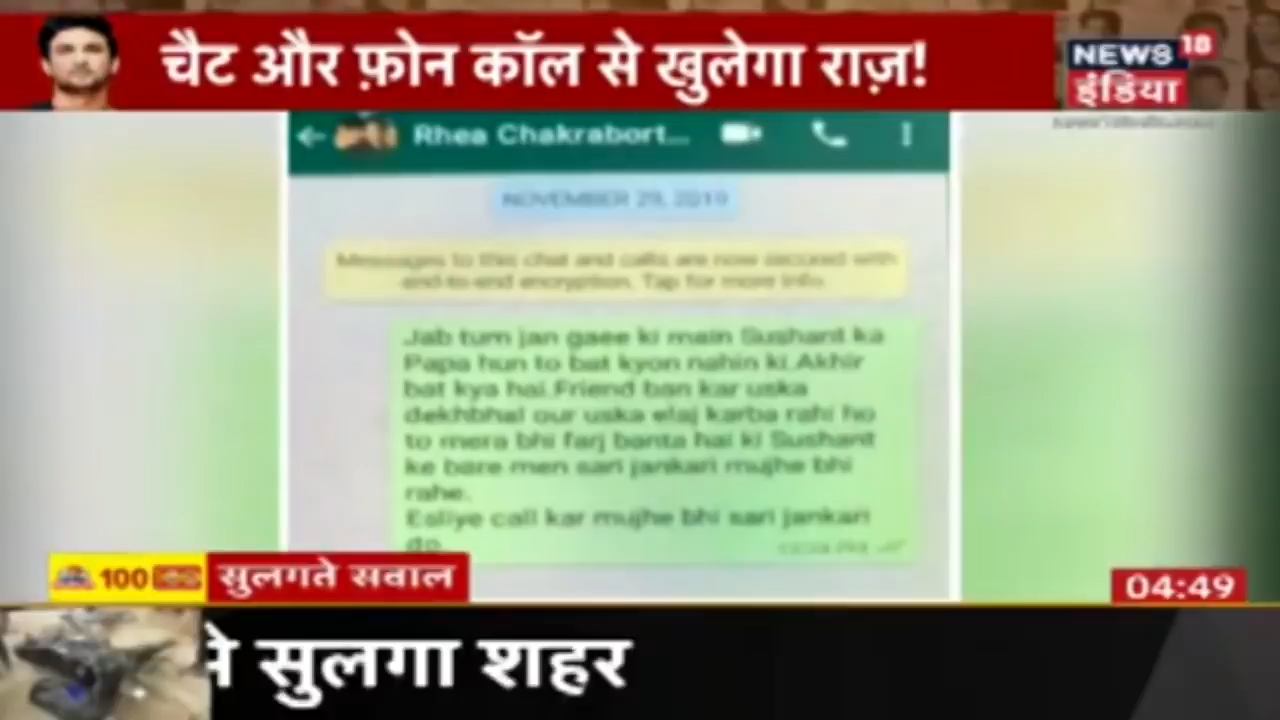 चैट और फ़ोन कॉल से खुलेगा राज़!
NEWS 18
इंडिया
Rhea Chakrabort...
NOVEMBER 29, 2019
Messages to this chat and calls are now secured with
end-to-end encryption. Tap for more info.
Jab tum jan gaee ki main Sushant ka
Papa hun to bat kyon nahin ki.Akhir
bat kya hai.Friend ban kar uska
dekhbhal our uska elaj karba rahi ho
to mera bhi farj banta hai ki Sushant
ke bare men sari jankari mujhe bhi
rahe.
Esliye call kar mujhe bhi sari jankari
do
100 सुलगते सवाल
04:49
से सुलगा शहर